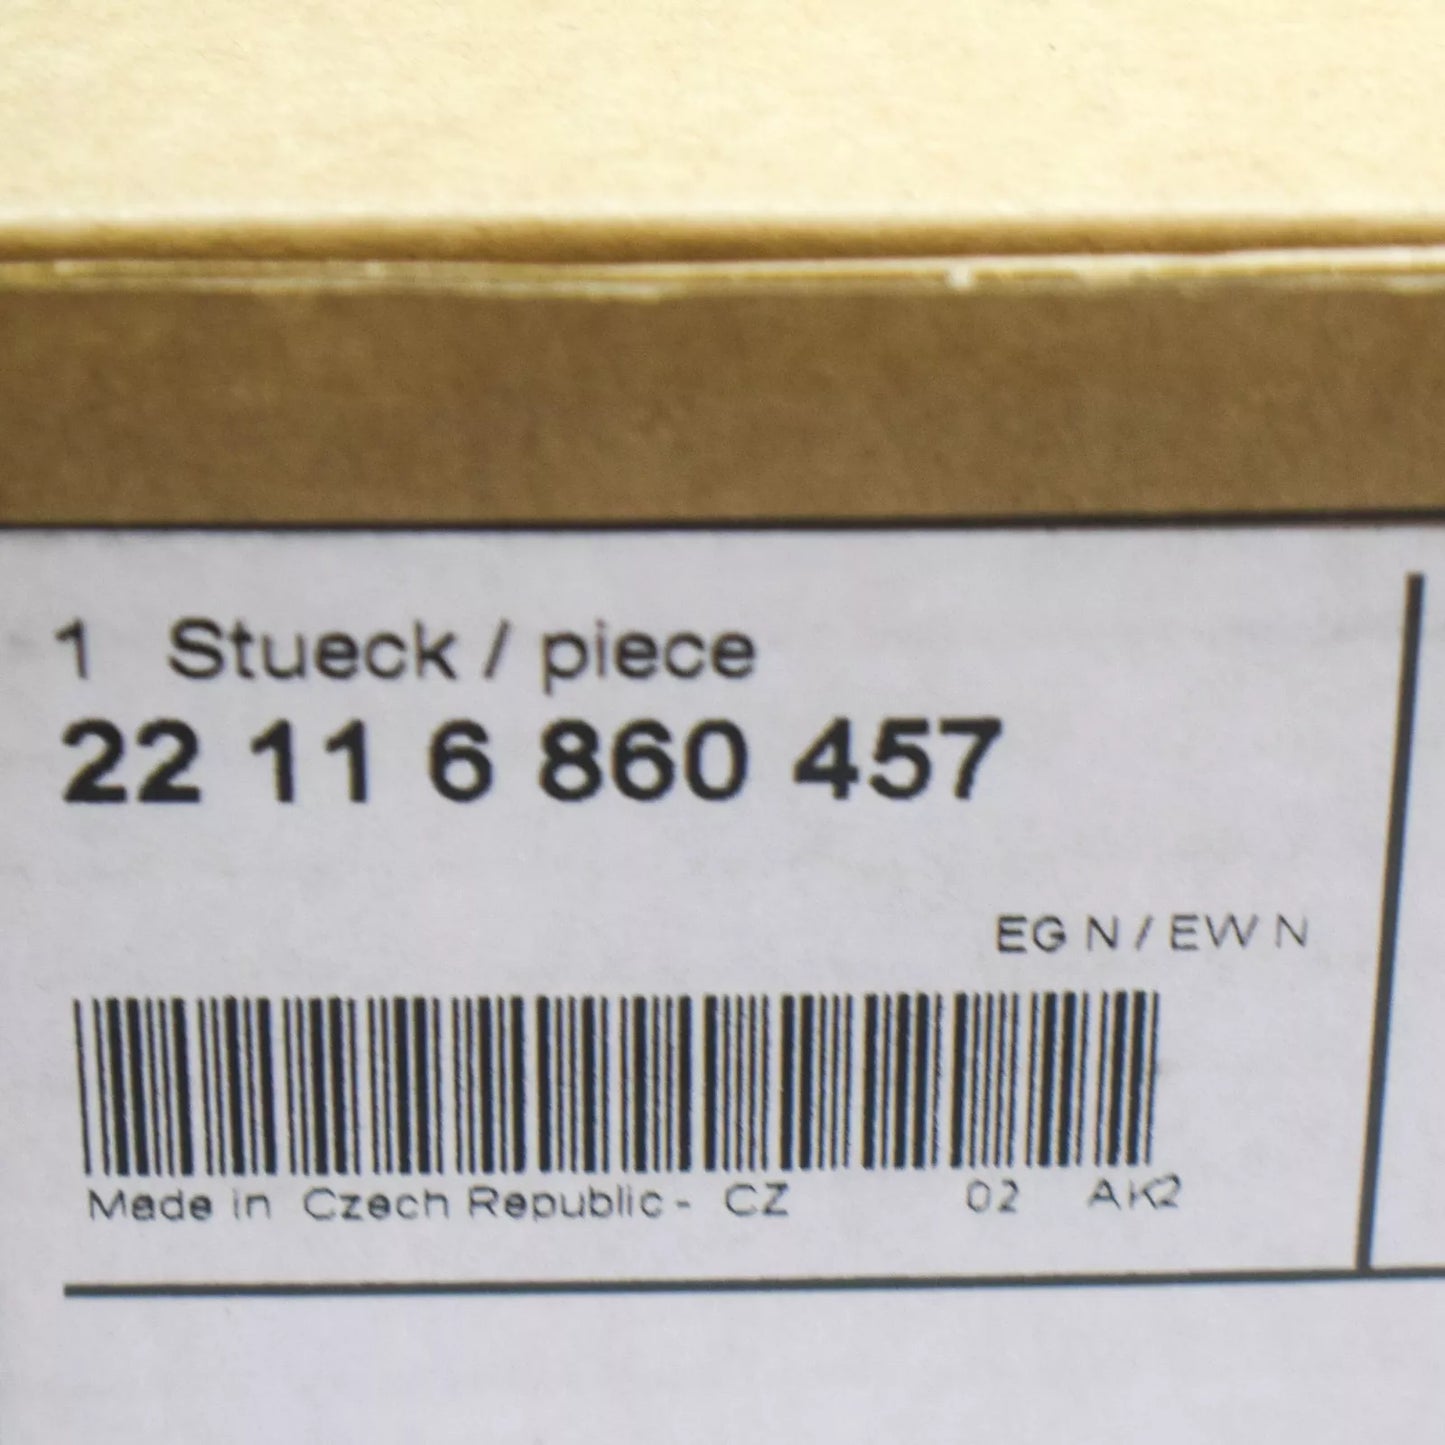 1 Stueck / piece
22 11 6 860 457
EG N / EW N
Made in Czech Republic - CZ 02 AK2